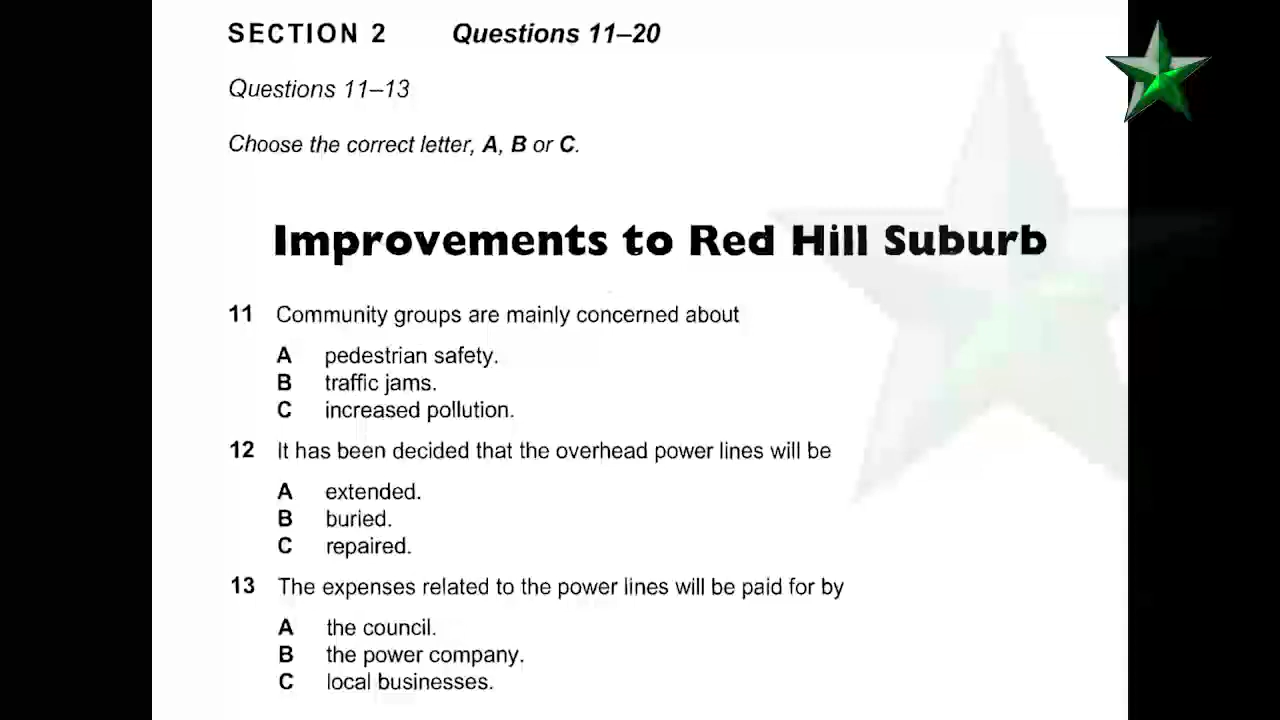 SECTION 2 Questions 11–20
Questions 11–13
Choose the correct letter, A, B or C.
Improvements to Red Hill Suburb
11 Community groups are mainly concerned about
A pedestrian safety.
B traffic jams.
C increased pollution.
12 It has been decided that the overhead power lines will be
A extended.
B buried.
C repaired.
13 The expenses related to the power lines will be paid for by
A the council.
B the power company.
C local businesses.